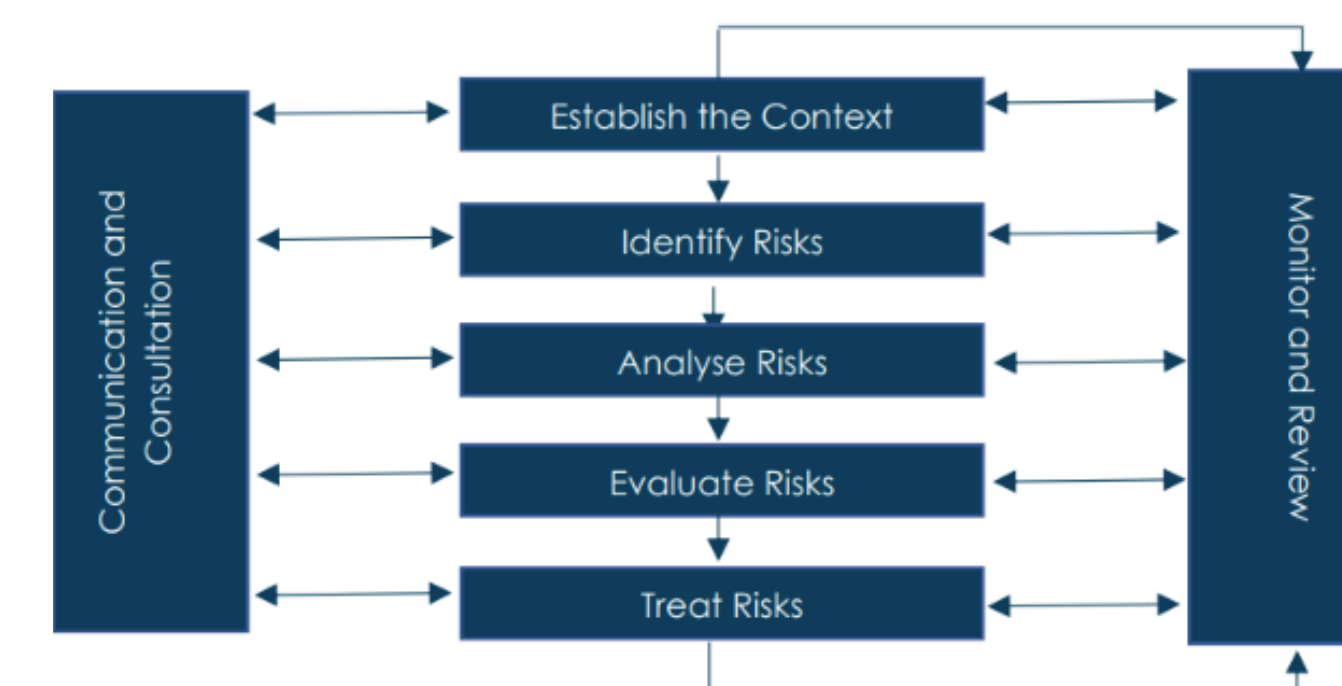 Establish the Context
Identify Risks
Analyse Risks
Evaluate Risks
Treat Risks
Communication and
Consultation
Monitor and Review